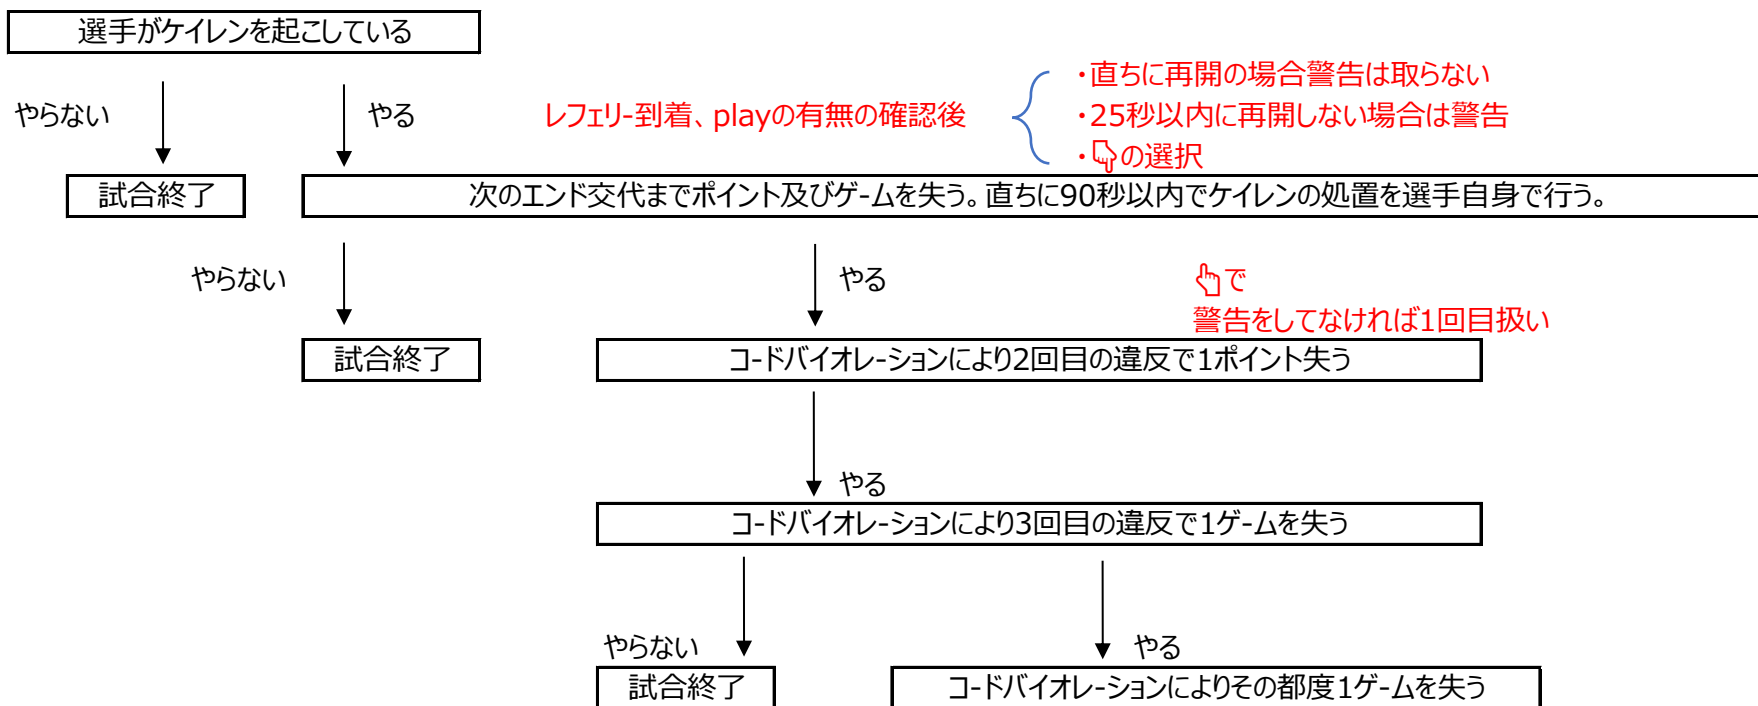 選手がケイレンを起こしている
・直ちに再開の場合警告は取らない
やらない
やる
レフェリ-到着、playの有無の確認後
・25秒以内に再開しない場合は警告
・👇の選択
試合終了
次のエンド交代までポイント及びゲ-ムを失う。直ちに90秒以内でケイレンの処置を選手自身で行う。
やらない
やる
👆で
警告をしてなければ1回目扱い
試合終了
コ-ドバイオレ-ションにより2回目の違反で1ポイント失う
やる
コ-ドバイオレ-ションにより3回目の違反で1ゲ-ムを失う
やらない
やる
試合終了
コ-ドバイオレ-ションによりその都度1ゲ-ムを失う